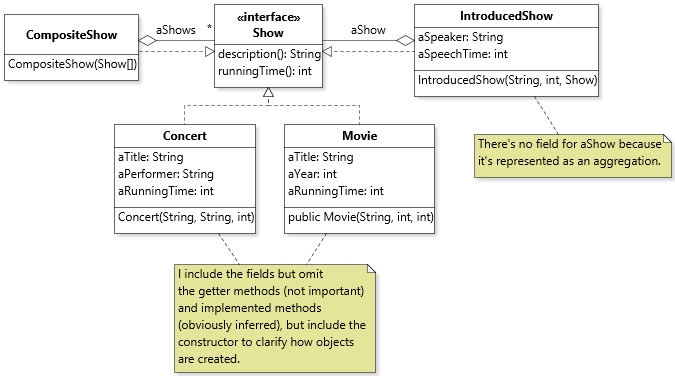 CompositeShow
CompositeShow(Show[])
aShows
*
«interface»
Show
description(): String
runningTime(): int
aShow
IntroducedShow
aSpeaker: String
aSpeechTime: int
IntroducedShow(String, int, Show)
There's no field for aShow because
it's represented as an aggregation.
Concert
aTitle: String
aPerformer: String
aRunningTime: int
Concert(String, String, int)
Movie
aTitle: String
aYear: int
aRunningTime: int
public Movie(String, int, int)
I include the fields but omit
the getter methods (not important)
and implemented methods
(obviously inferred), but include the
constructor to clarify how objects
are created.